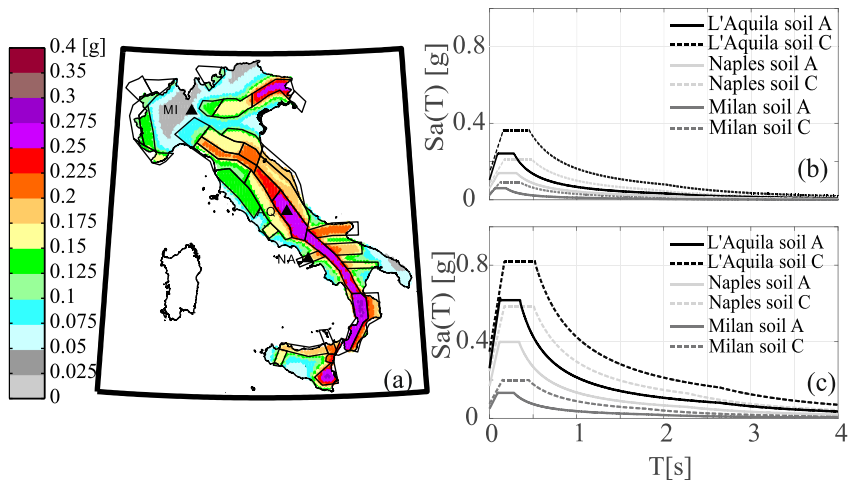 0.4 [g]
0.35
0.3
0.275
0.25
0.225
0.2
0.175
0.15
0.125
0.1
0.075
0.05
0.025
0
MI
AQ
NA
(a)
Sa(T) [g]
0.8
0.4
0
L'Aquila soil A
L'Aquila soil C
Naples soil A
Naples soil C
Milan soil A
Milan soil C
(b)
Sa(T) [g]
0.8
0.4
0
L'Aquila soil A
L'Aquila soil C
Naples soil A
Naples soil C
Milan soil A
Milan soil C
(c)
0 1 2 3 4
T[s]